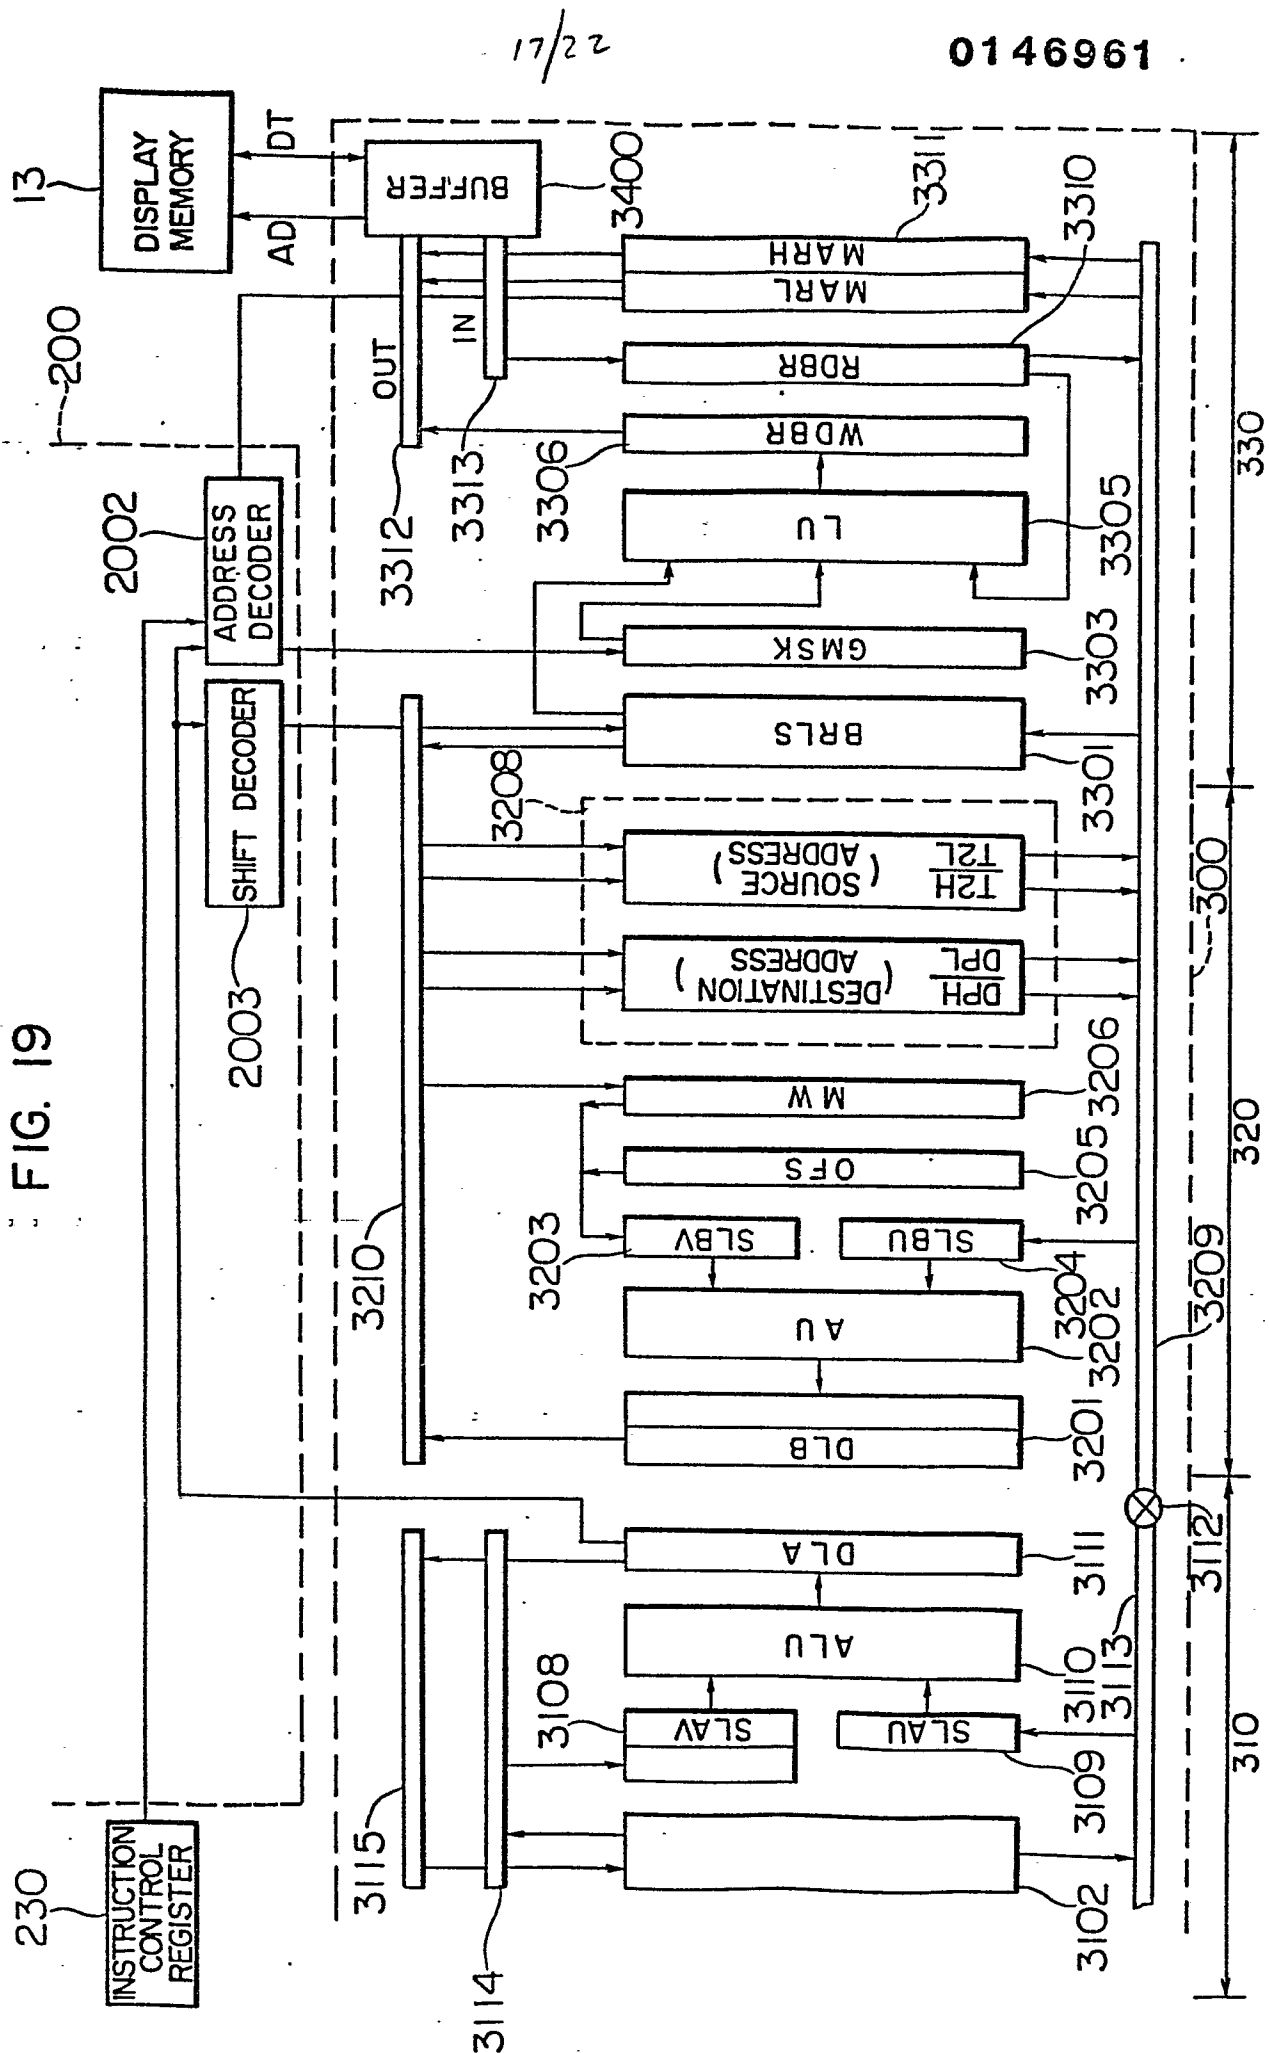 17/22
0146961
FIG. 19
230
INSTRUCTION
CONTROL
REGISTER
2003
SHIFT DECODER
2002
ADDRESS
DECODER
200
13
DISPLAY
MEMORY
AD
DT
BUFFER
3400
3115
3114
3210
3312
OUT
3313
IN
3102
3108
SLAV
SLAU
3109
ALU
3110
DLA
3111
3113
3112
DLB
3201
AU
3202
3203
SLBV
SLBU
3204
OFS
3205
MW
3206
3208
(DESTINATION
ADDRESS)
DPH
DPL
(SOURCE
ADDRESS)
T2H
T2L
BRLS
3301
GMSK
3303
LU
3305
3306
WDBR
RDBR
3310
MARL
MARH
3311
3209
300
310
320
330